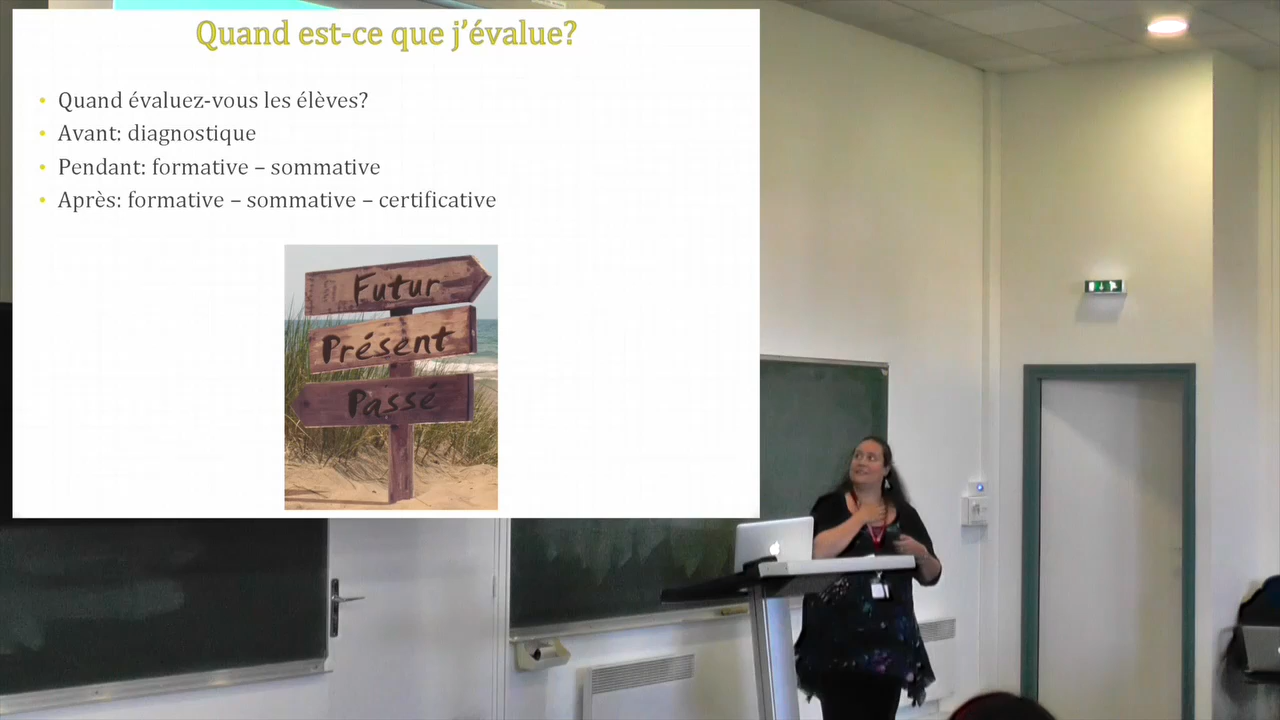 Quand est-ce que j’évalue?
• Quand évaluez-vous les élèves?
• Avant: diagnostique
• Pendant: formative – sommative
• Après: formative – sommative – certificative
Futur
Présent
Passé